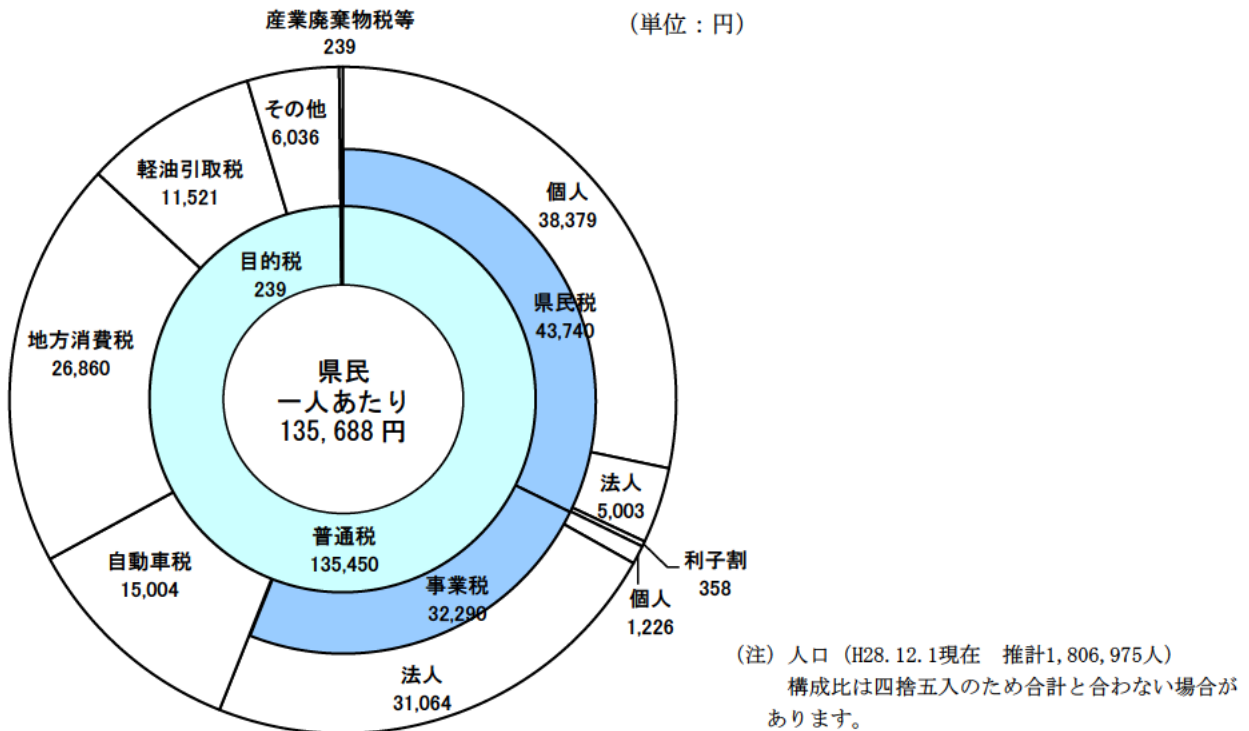 産業廃棄物税等
239
（単位：円）
その他
6,036
軽油引取税
11,521
個人
38,379
目的税
239
県民税
43,740
地方消費税
26,860
県民
一人あたり
135,688 円
法人
5,003
普通税
135,450
自動車税
15,004
利子割
358
事業税
32,290
個人
1,226
法人
31,064
（注）人口（H28.12.1現在　推計1,806,975人）
構成比は四捨五入のため合計と合わない場合が
あります。